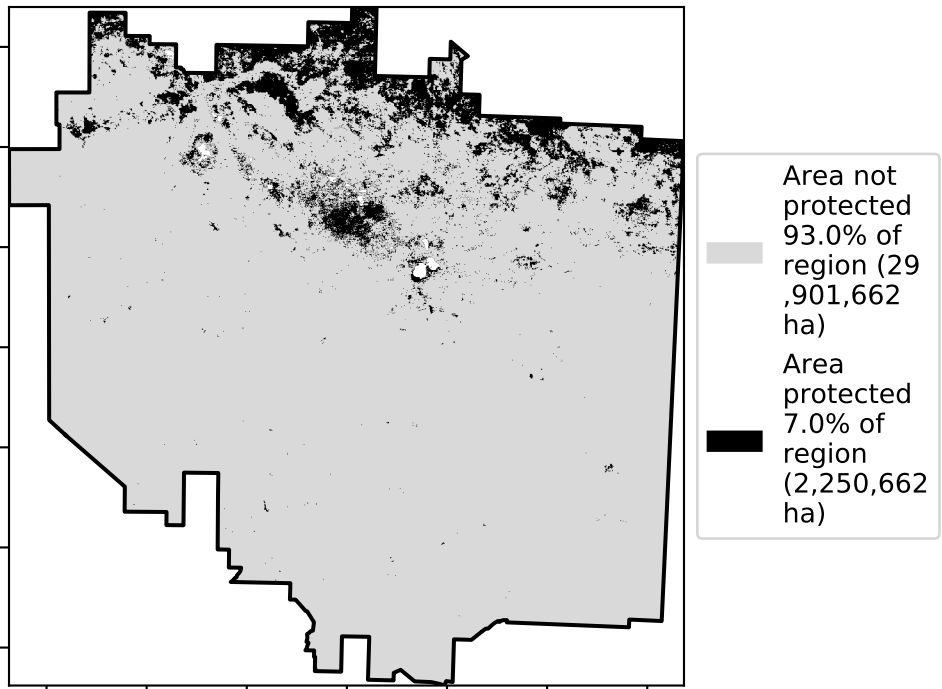 Area not
protected
93.0% of
region (29
,901,662
ha)
Area
protected
7.0% of
region
(2,250,662
ha)